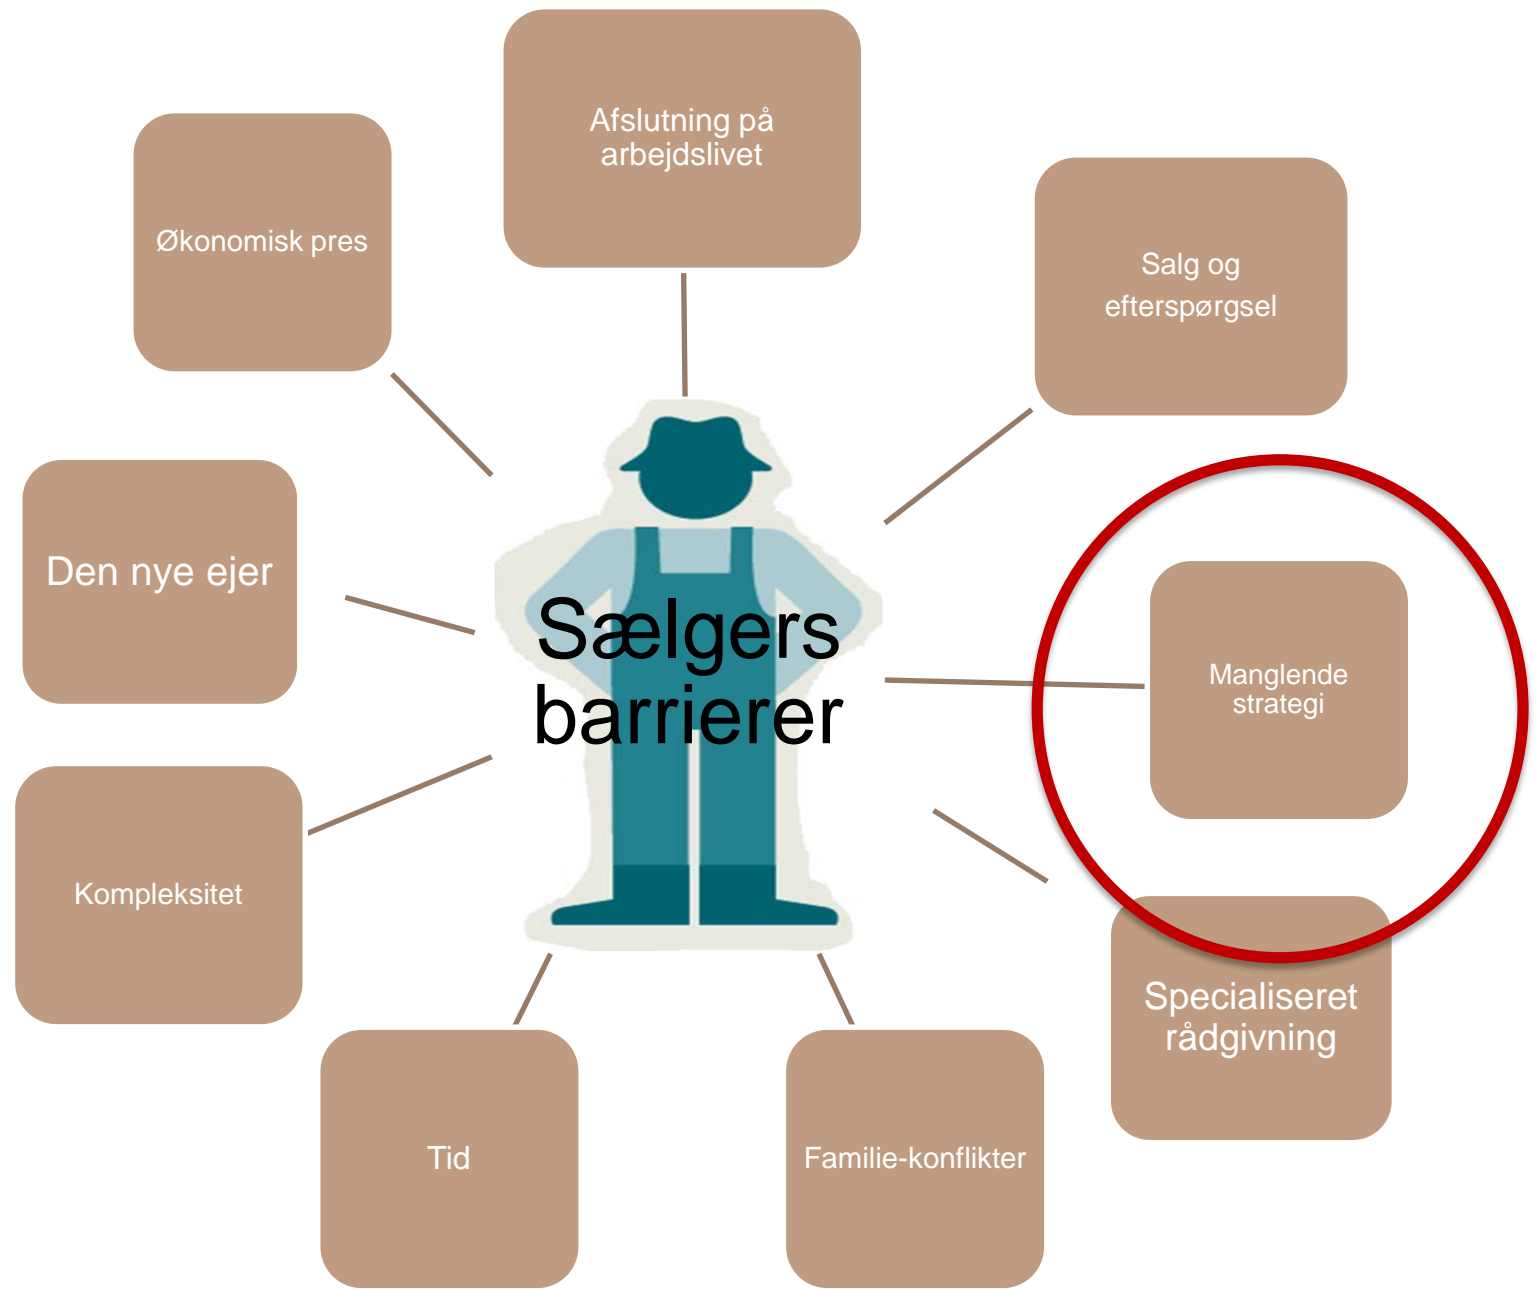 Afslutning på
arbejdslivet
Økonomisk pres
Salg og
efterspørgsel
Den nye ejer
Sælgers
barrierer
Manglende
strategi
Kompleksitet
Specialiseret
rådgivning
Tid
Familie-konflikter